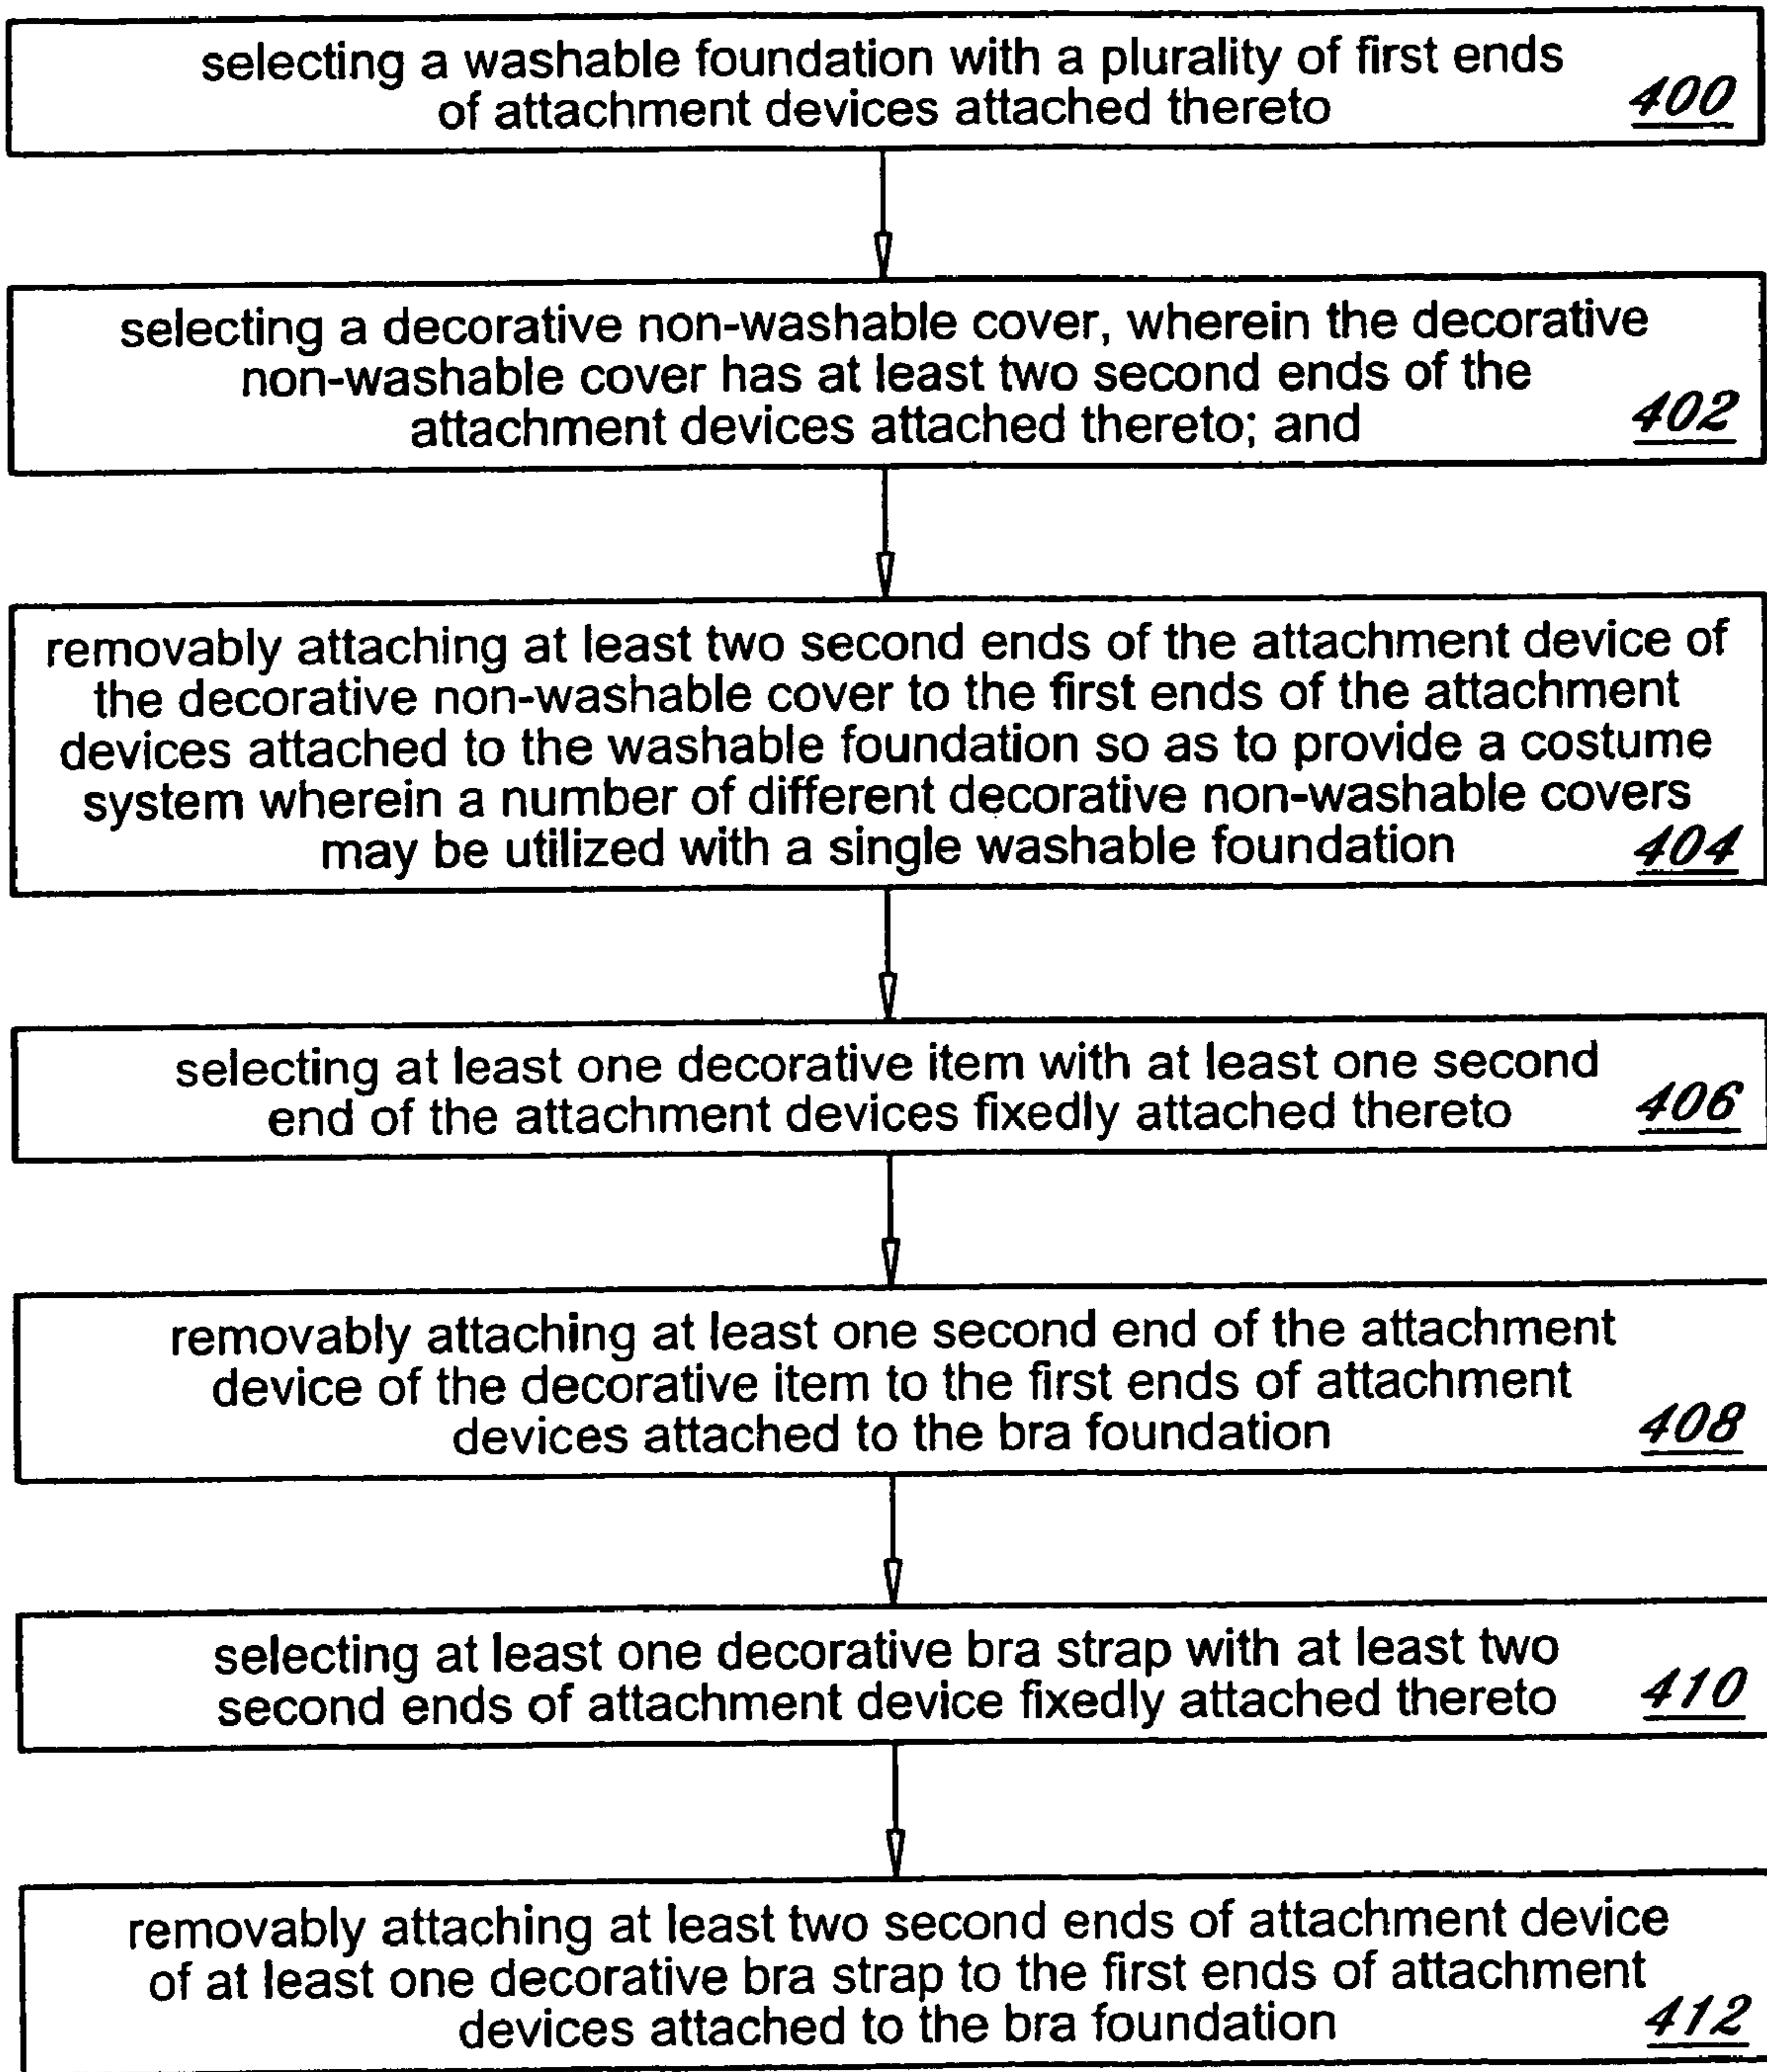 selecting a washable foundation with a plurality of first ends
of attachment devices attached thereto
400
selecting a decorative non-washable cover, wherein the decorative
non-washable cover has at least two second ends of the
attachment devices attached thereto; and
402
removably attaching at least two second ends of the attachment device of
the decorative non-washable cover to the first ends of the attachment
devices attached to the washable foundation so as to provide a costume
system wherein a number of different decorative non-washable covers
may be utilized with a single washable foundation
404
selecting at least one decorative item with at least one second
end of the attachment devices fixedly attached thereto
406
removably attaching at least one second end of the attachment
device of the decorative item to the first ends of attachment
devices attached to the bra foundation
408
selecting at least one decorative bra strap with at least two
second ends of attachment device fixedly attached thereto
410
removably attaching at least two second ends of attachment device
of at least one decorative bra strap to the first ends of attachment
devices attached to the bra foundation
412